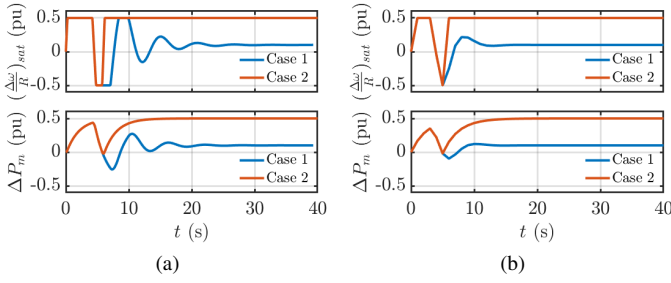 0.5
-0.5
(Δω/R)sat (pu)
Case 1
Case 2
0.5
0
-0.5
ΔPm (pu)
Case 1
Case 2
0 10 20 30 40
t (s)
(a)
0.5
0
-0.5
(Δω/R)sat (pu)
Case 1
Case 2
0.5
0
-0.5
ΔPm (pu)
Case 1
Case 2
0 10 20 30 40
t (s)
(b)